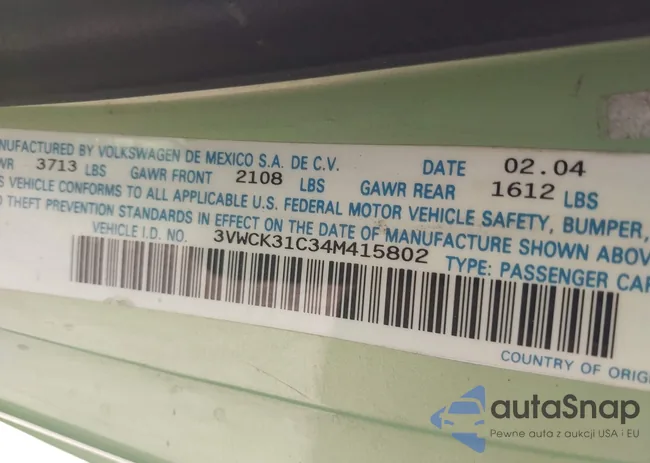 ANUFACTURED BY VOLKSWAGEN DE MEXICO S.A. DE C.V. DATE 02.04
WR 3713 LBS GAWR FRONT 2108 LBS GAWR REAR 1612 LBS
S VEHICLE CONFORMS TO ALL APPLICABLE U.S. FEDERAL MOTOR VEHICLE SAFETY, BUMPER,
D THEFT PREVENTION STANDARDS IN EFFECT ON THE DATE OF MANUFACTURE SHOWN ABOV
VEHICLE I.D. NO. 3VWCK31C34M415802 TYPE: PASSENGER CAR
COUNTRY OF ORIG
autaSnap
Pewne auta z aukcji USA i EU